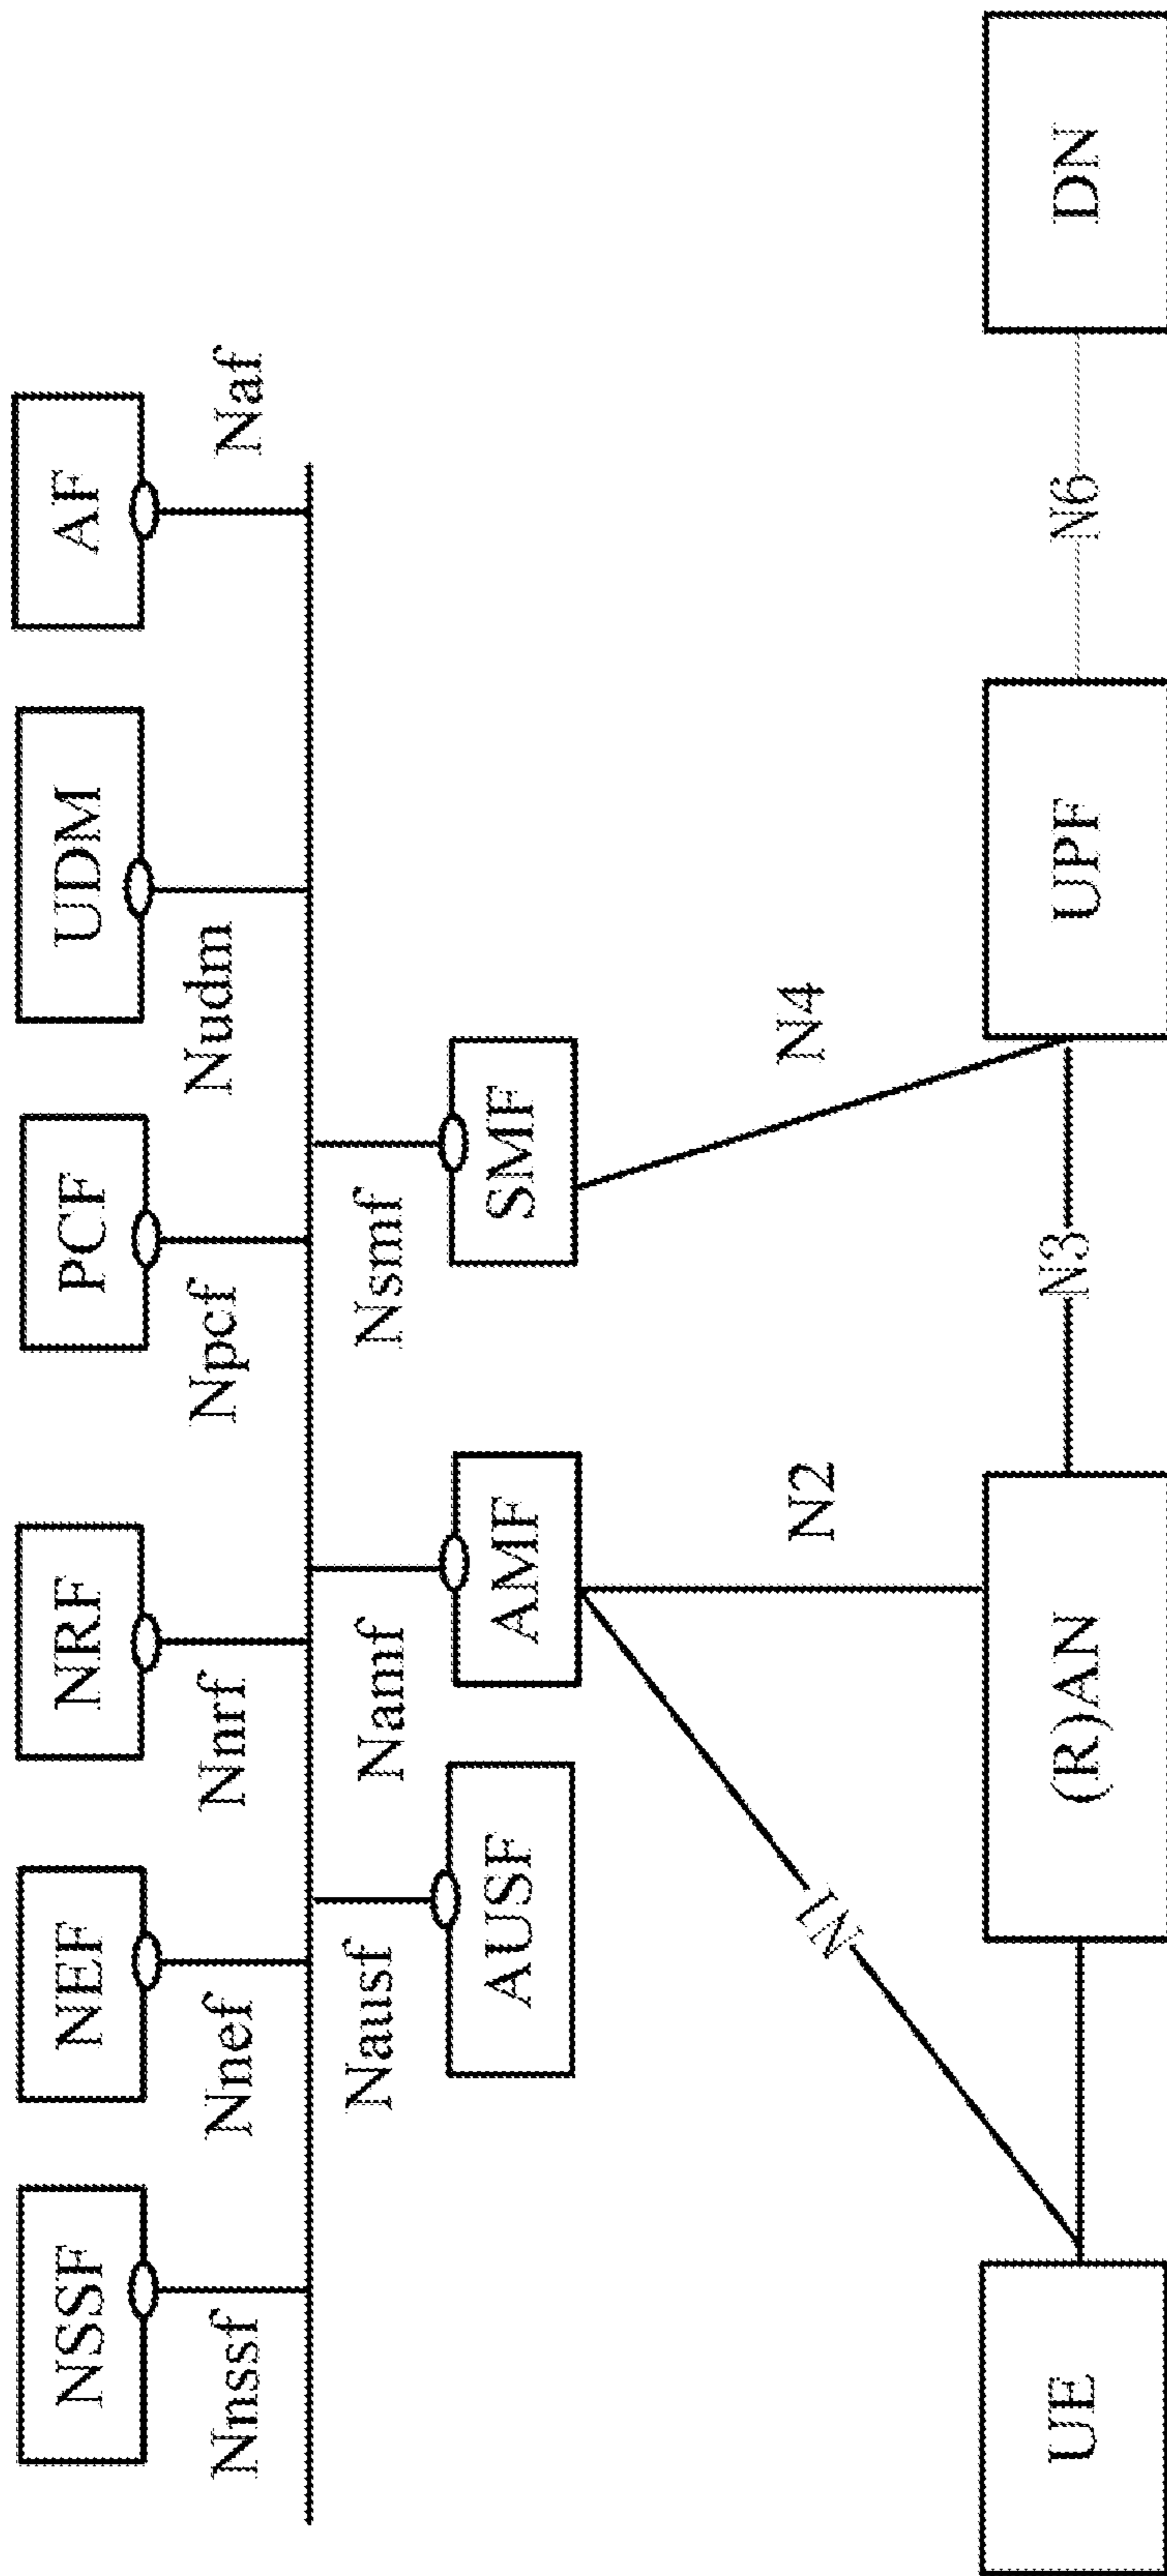 NSSF
NEF
NRF
PCF
UDM
AF
Nnssf
Nnef
Nnrf
Npcf
Nudm
Naf
Nausf
Namf
Nsmf
AUSF
AMF
SMF
N1
N2
N4
UE
(R)AN
N3
UPF
N6
DN